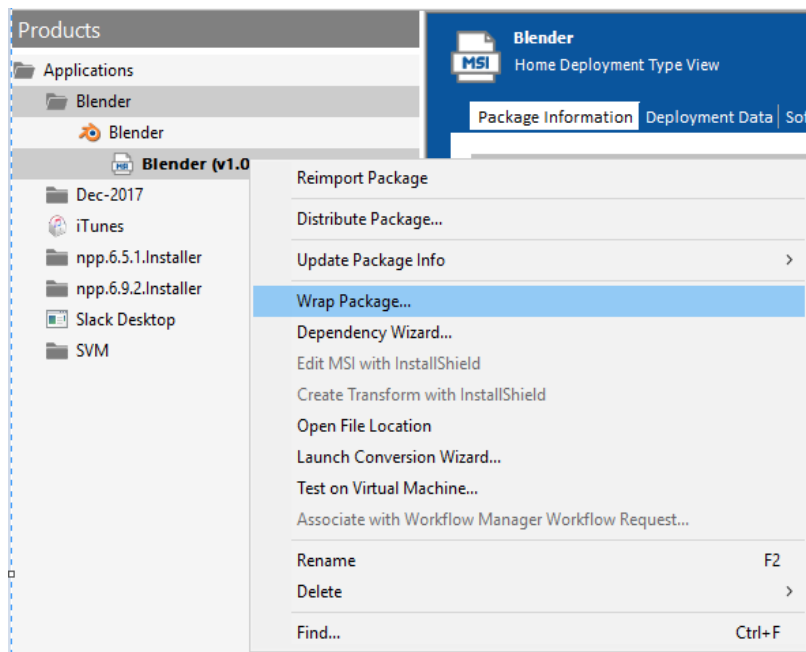 Products
Applications
Blender
Blender
Blender (v1.0
Dec-2017
iTunes
npp.6.5.1.Installer
npp.6.9.2.Installer
Slack Desktop
SVM
MSI
Blender
Home Deployment Type View
Package Information Deployment Data Sof
Reimport Package
Distribute Package...
Update Package Info
Wrap Package...
Dependency Wizard...
Edit MSI with InstallShield
Create Transform with InstallShield
Open File Location
Launch Conversion Wizard...
Test on Virtual Machine...
Associate with Workflow Manager Workflow Request...
Rename F2
Delete
Find... Ctrl+F